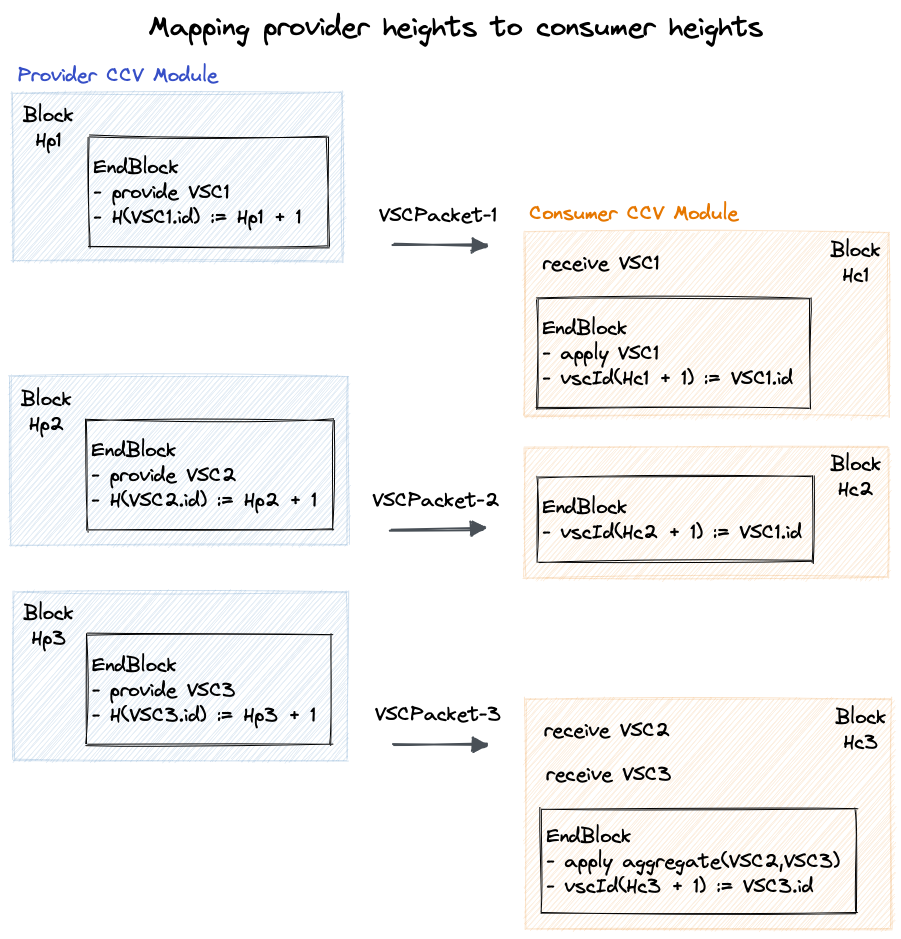 Mapping provider heights to consumer heights
Provider CCV Module
Block
Hp1
EndBlock
- provide VSC1
- H(VSC1.id) := Hp1 + 1
VSCPacket-1
Consumer CCV Module
Block
Hc1
receive VSC1
EndBlock
- apply VSC1
- vscId(Hc1 + 1) := VSC1.id
Block
Hp2
EndBlock
- provide VSC2
- H(VSC2.id) := Hp2 + 1
VSCPacket-2
Block
Hc2
EndBlock
- vscId(Hc2 + 1) := VSC1.id
Block
Hp3
EndBlock
- provide VSC3
- H(VSC3.id) := Hp3 + 1
VSCPacket-3
Block
Hc3
receive VSC2
receive VSC3
EndBlock
- apply aggregate(VSC2,VSC3)
- vscId(Hc3 + 1) := VSC3.id